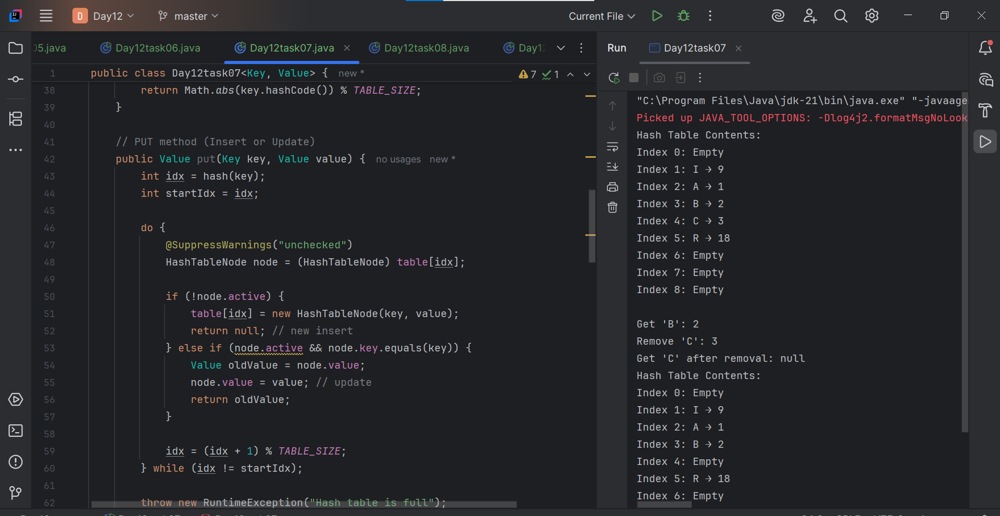 D Day12 master Current File
05.java Day12task06.java Day12task07.java Day12task08.java Day12 Run Day12task07
1 public class Day12task07<Key, Value> { new * 7 1
38 return Math.abs(key.hashCode()) % TABLE_SIZE;
39 }
40
41 // PUT method (Insert or Update)
42 public Value put(Key key, Value value) { no usages new *
43 int idx = hash(key);
44 int startIdx = idx;
45
46 do {
47 @SuppressWarnings("unchecked")
48 HashTableNode node = (HashTableNode) table[idx];
49
50 if (!node.active) {
51 table[idx] = new HashTableNode(key, value);
52 return null; // new insert
53 } else if (node.active && node.key.equals(key)) {
54 Value oldValue = node.value;
55 node.value = value; // update
56 return oldValue;
57 }
58
59 idx = (idx + 1) % TABLE_SIZE;
60 } while (idx != startIdx);
61
62 throw new RuntimeException("Hash table is full");
"C:\Program Files\Java\jdk-21\bin\java.exe" "-javaage
Picked up JAVA_TOOL_OPTIONS: -Dlog4j2.formatMsgNoLook
Hash Table Contents:
Index 0: Empty
Index 1: I → 9
Index 2: A → 1
Index 3: B → 2
Index 4: C → 3
Index 5: R → 18
Index 6: Empty
Index 7: Empty
Index 8: Empty
Get 'B': 2
Remove 'C': 3
Get 'C' after removal: null
Hash Table Contents:
Index 0: Empty
Index 1: I → 9
Index 2: A → 1
Index 3: B → 2
Index 4: Empty
Index 5: R → 18
Index 6: Empty